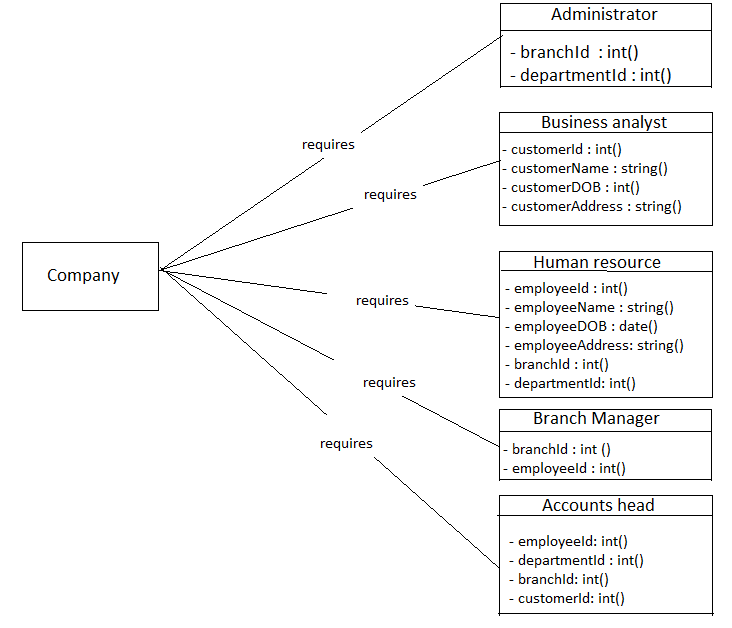 Administrator
- branchId : int()
- departmentId : int()
requires
Business analyst
- customerId : int()
- customerName : string()
- customerDOB : int()
- customerAddress : string()
requires
Company
Human resource
- employeeId : int()
- employeeName : string()
- employeeDOB : date()
- employeeAddress: string()
- branchId : int()
- departmentId: int()
requires
Branch Manager
- branchId : int ()
- employeeId : int()
requires
Accounts head
- employeeId: int()
- departmentId : int()
- branchId: int()
- customerId: int()
requires